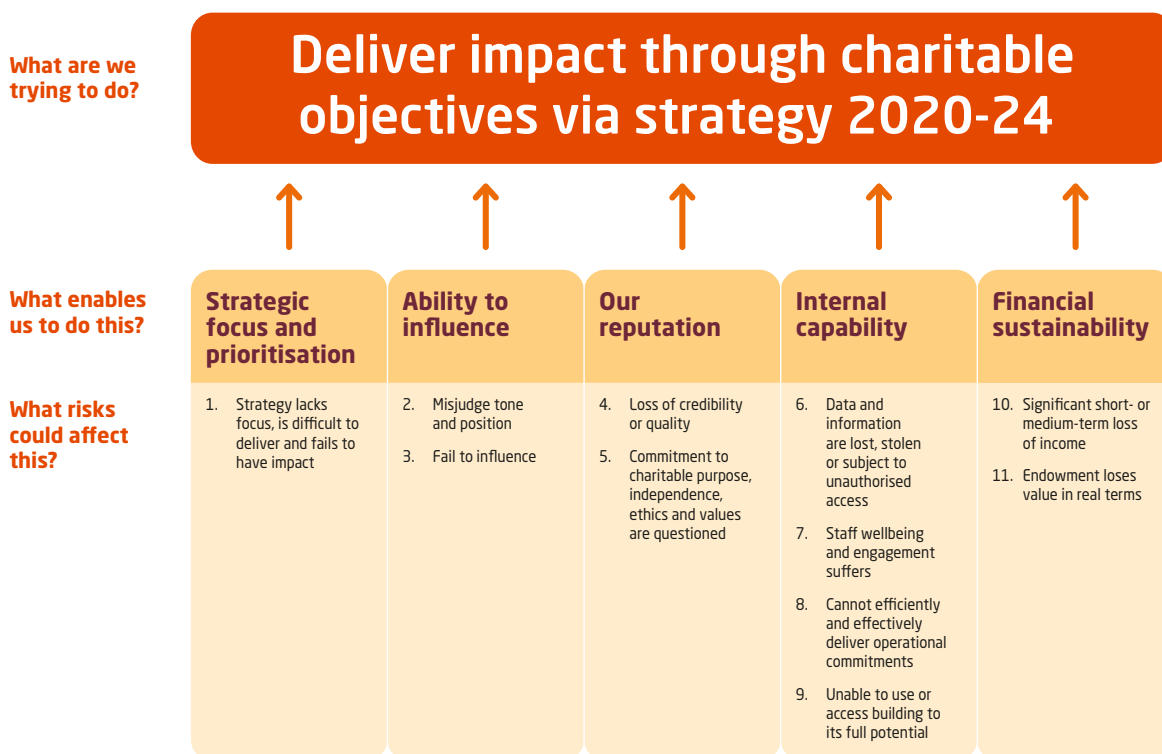 What are we
trying to do?
Deliver impact through charitable
objectives via strategy 2020-24
What enables
us to do this?
Strategic
focus and
prioritisation
Ability to
influence
Our
reputation
Internal
capability
Financial
sustainability
What risks
could affect
this?
1. Strategy lacks
focus, is difficult to
deliver and fails to
have impact
2. Misjudge tone
and position
3. Fail to influence
4. Loss of credibility
or quality
5. Commitment to
charitable purpose,
independence,
ethics and values
are questioned
6. Data and
information
are lost, stolen
or subject to
unauthorised
access
7. Staff wellbeing
and engagement
suffers
8. Cannot efficiently
and effectively
deliver operational
commitments
9. Unable to use or
access building to
its full potential
10. Significant short- or
medium-term loss
of income
11. Endowment loses
value in real terms